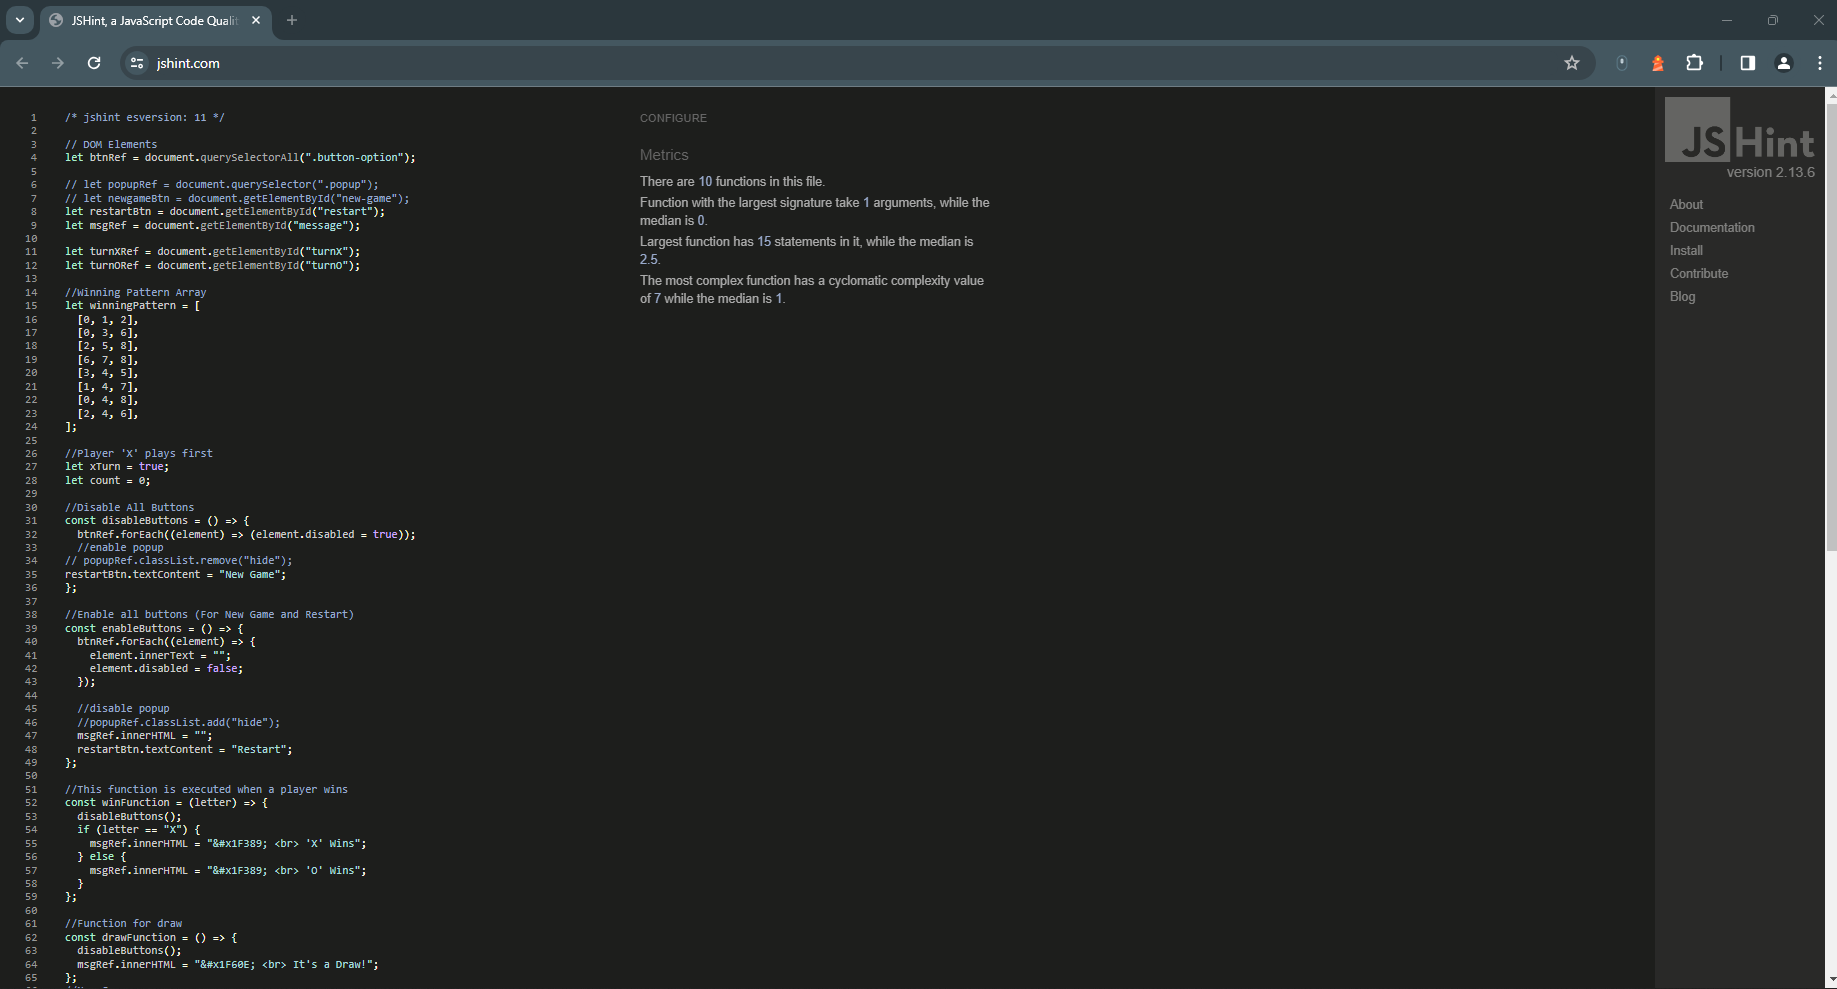 JSHint, a JavaScript Code Quali
jshint.com
1 /* jshint esversion: 11 */
2
3 // DOM Elements
4 let btnRef = document.querySelectorAll(".button-option");
5
6 // let popupRef = document.querySelector(".popup");
7 // let newgameBtn = document.getElementById("new-game");
8 let restartBtn = document.getElementById("restart");
9 let msgRef = document.getElementById("message");
10
11 let turnXRef = document.getElementById("turnX");
12 let turnORef = document.getElementById("turnO");
13
14 //Winning Pattern Array
15 let winningPattern = [
16 [0, 1, 2],
17 [0, 3, 6],
18 [2, 5, 8],
19 [6, 7, 8],
20 [3, 4, 5],
21 [1, 4, 7],
22 [0, 4, 8],
23 [2, 4, 6],
24 ];
25
26 //Player 'X' plays first
27 let xTurn = true;
28 let count = 0;
29
30 //Disable All Buttons
31 const disableButtons = () => {
32 btnRef.forEach((element) => (element.disabled = true));
33 //enable popup
34 // popupRef.classList.remove("hide");
35 restartBtn.textContent = "New Game";
36 };
37
38 //Enable all buttons (For New Game and Restart)
39 const enableButtons = () => {
40 btnRef.forEach((element) => {
41 element.innerText = "";
42 element.disabled = false;
43 });
44
45 //disable popup
46 //popupRef.classList.add("hide");
47 msgRef.innerHTML = "";
48 restartBtn.textContent = "Restart";
49 };
50
51 //This function is executed when a player wins
52 const winFunction = (letter) => {
53 disableButtons();
54 if (letter == "X") {
55 msgRef.innerHTML = "&#x1F389; <br> 'X' Wins";
56 } else {
57 msgRef.innerHTML = "&#x1F389; <br> 'O' Wins";
58 }
59 };
60
61 //Function for draw
62 const drawFunction = () => {
63 disableButtons();
64 msgRef.innerHTML = "&#x1F60E; <br> It's a Draw!";
65 };
CONFIGURE
Metrics
There are 10 functions in this file.
Function with the largest signature take 1 arguments, while the
median is 0.
Largest function has 15 statements in it, while the median is
2.5.
The most complex function has a cyclomatic complexity value
of 7 while the median is 1.
JSHint
version 2.13.6
About
Documentation
Install
Contribute
Blog